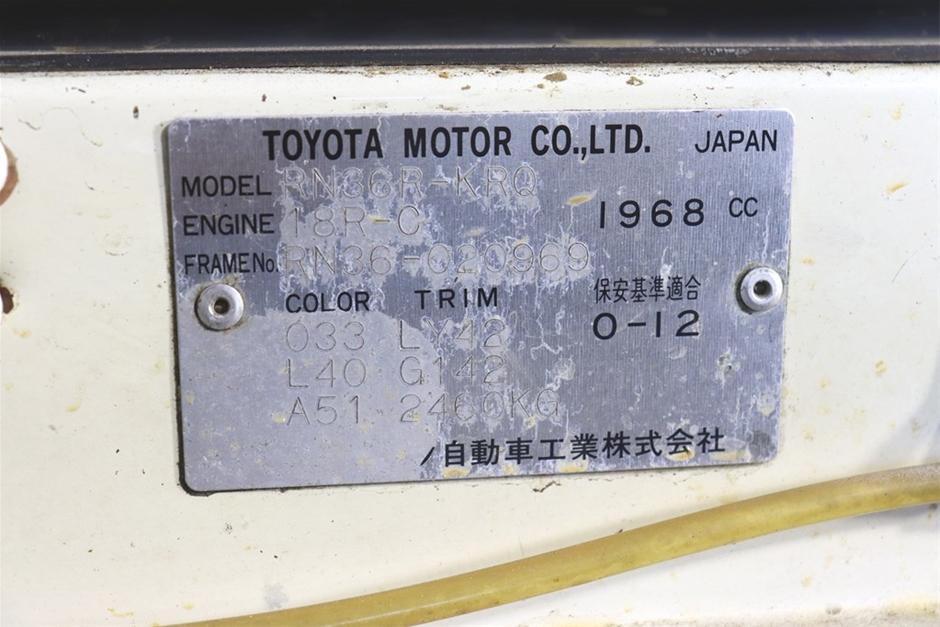 TOYOTA MOTOR CO.,LTD. JAPAN
MODEL RN36R-KRQ
ENGINE 18R-C 1968 CC
FRAME No. RN36-020969
COLOR TRIM 保安基準適合
033 LY42 O-12
L40 G142
A51 2460KG
自動車工業株式会社